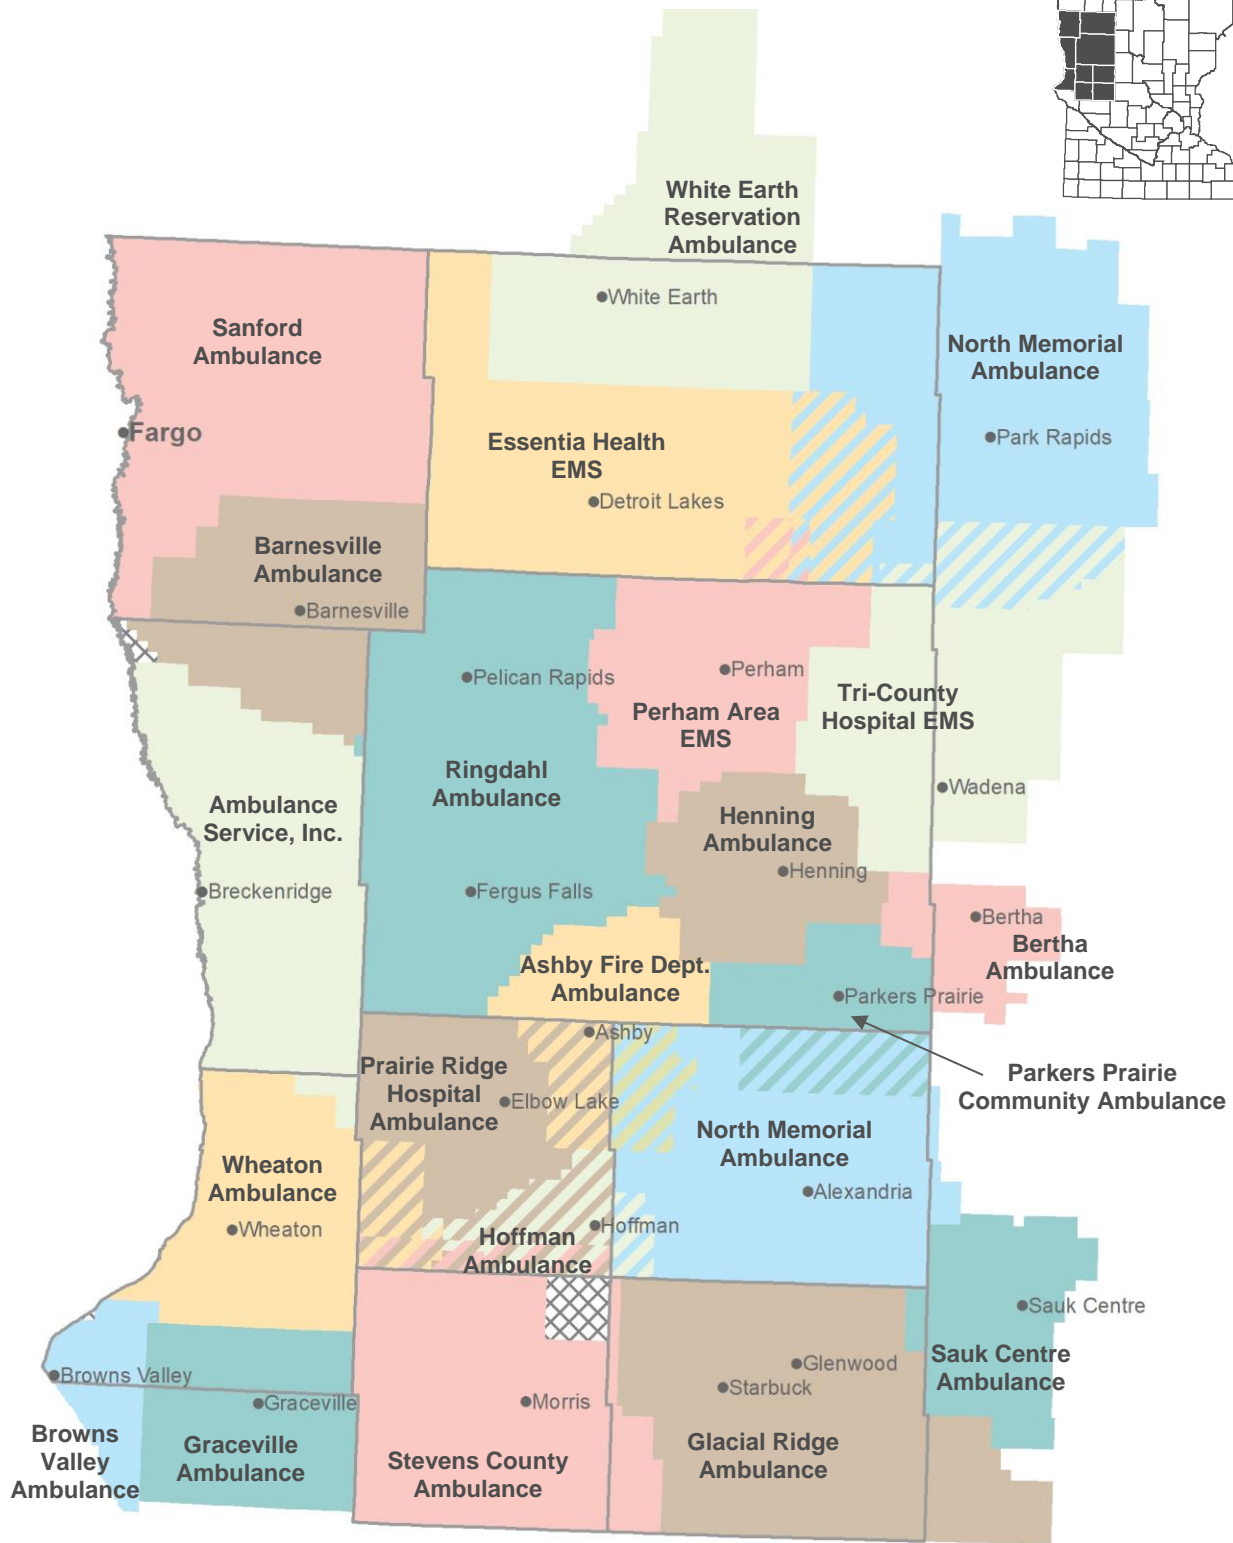 White Earth
Reservation
Ambulance
White Earth
Sanford
Ambulance
North Memorial
Ambulance
Fargo
Essentia Health
EMS
Park Rapids
Detroit Lakes
Barnesville
Ambulance
Barnesville
Pelican Rapids
Perham
Tri-County
Hospital EMS
Perham Area
EMS
Ringdahl
Ambulance
Wadena
Ambulance
Service, Inc.
Henning
Ambulance
Henning
Breckenridge
Fergus Falls
Bertha
Bertha
Ambulance
Ashby Fire Dept.
Ambulance
Parkers Prairie
Ashby
Prairie Ridge
Hospital
Ambulance
Elbow Lake
Parkers Prairie
Community Ambulance
North Memorial
Ambulance
Wheaton
Ambulance
Alexandria
Wheaton
Hoffman
Hoffman
Ambulance
Sauk Centre
Sauk Centre
Ambulance
Browns Valley
Glenwood
Starbuck
Graceville
Morris
Browns
Valley
Ambulance
Graceville
Ambulance
Stevens County
Ambulance
Glacial Ridge
Ambulance